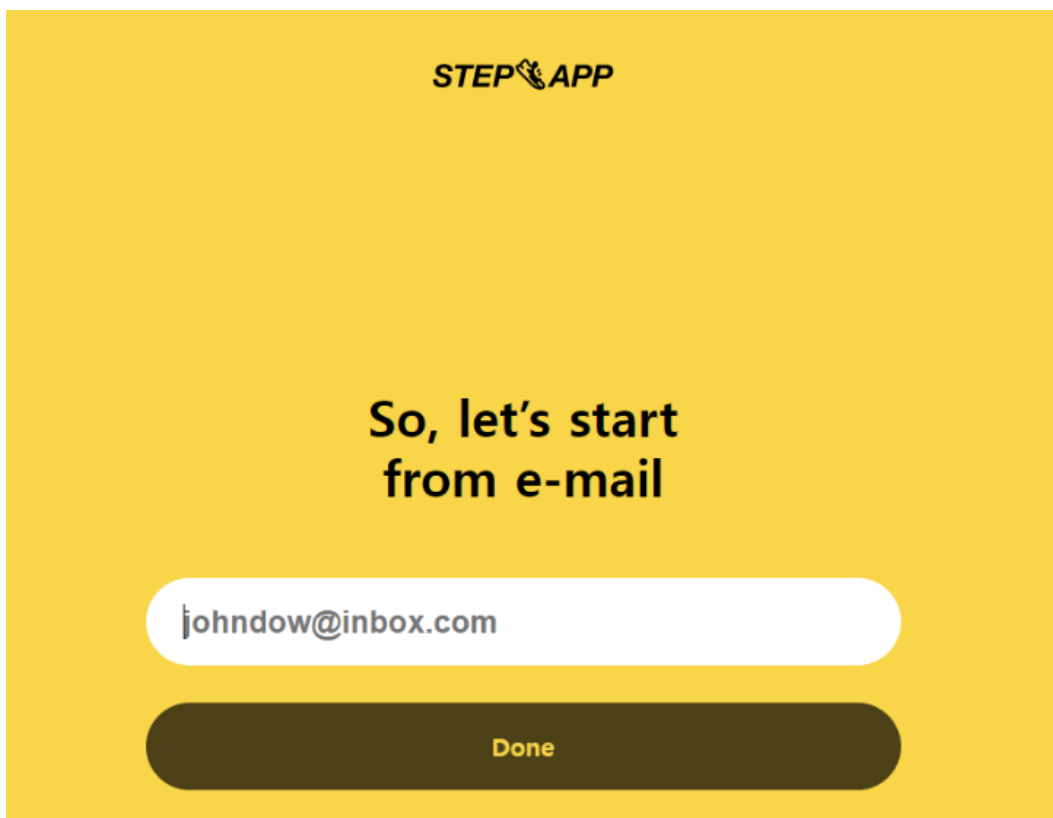 STEP APP
So, let’s start
from e-mail
johndow@inbox.com
Done